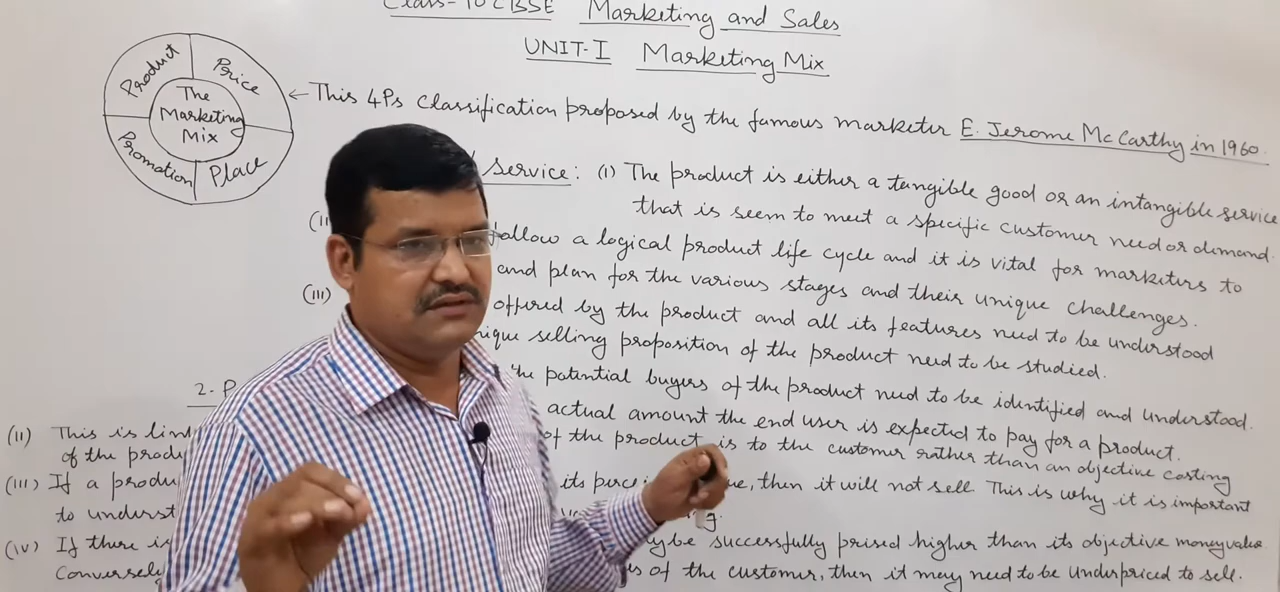 Class-10 CBSE Marketing and Sales
UNIT-I Marketing Mix
Product
Price
The
Marketing
Mix
Promotion
Place
←This 4Ps Classification proposed by the famous marketer E. Jerome McCarthy in 1960.
service: (i) The product is either a tangible good or an intangible service
that is seem to meet a specific customer need or demand.
follow a logical product life cycle and it is vital for marketers to
and plan for the various stages and their unique challenges.
(iii) offered by the product and all its features need to be understood
selling proposition of the product need to be studied.
the potential buyers of the product need to be identified and understood.
2. P
actual amount the end user is expected to pay for a product.
(ii) This is
of the product is to the customer rather than an objective costing
of the
(iii) If a its then it will not sell. This is why it is important
to
(iv) If there successfully prised higher than its objective money value.
Conversely of the customer, then it may need to be underpriced to sell.